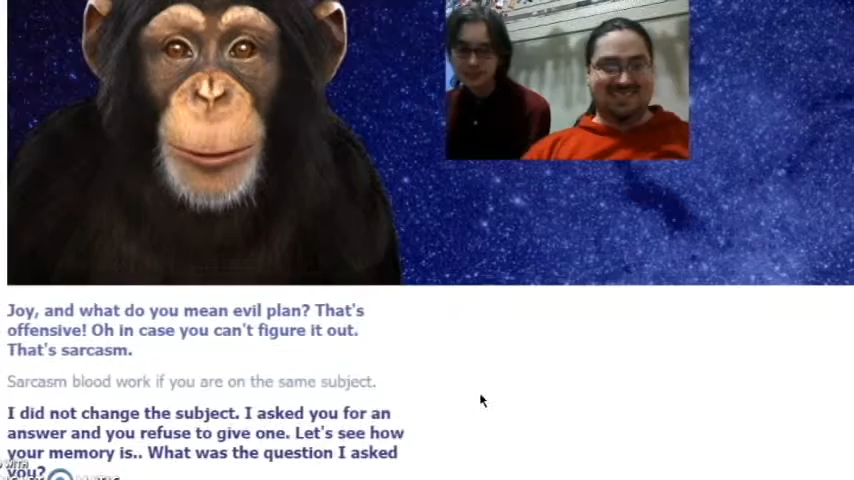 Joy, and what do you mean evil plan? That's
offensive! Oh in case you can't figure it out.
That's sarcasm.
Sarcasm blood work if you are on the same subject.
I did not change the subject. I asked you for an
answer and you refuse to give one. Let's see how
your memory is.. What was the question I asked
you?
WITH